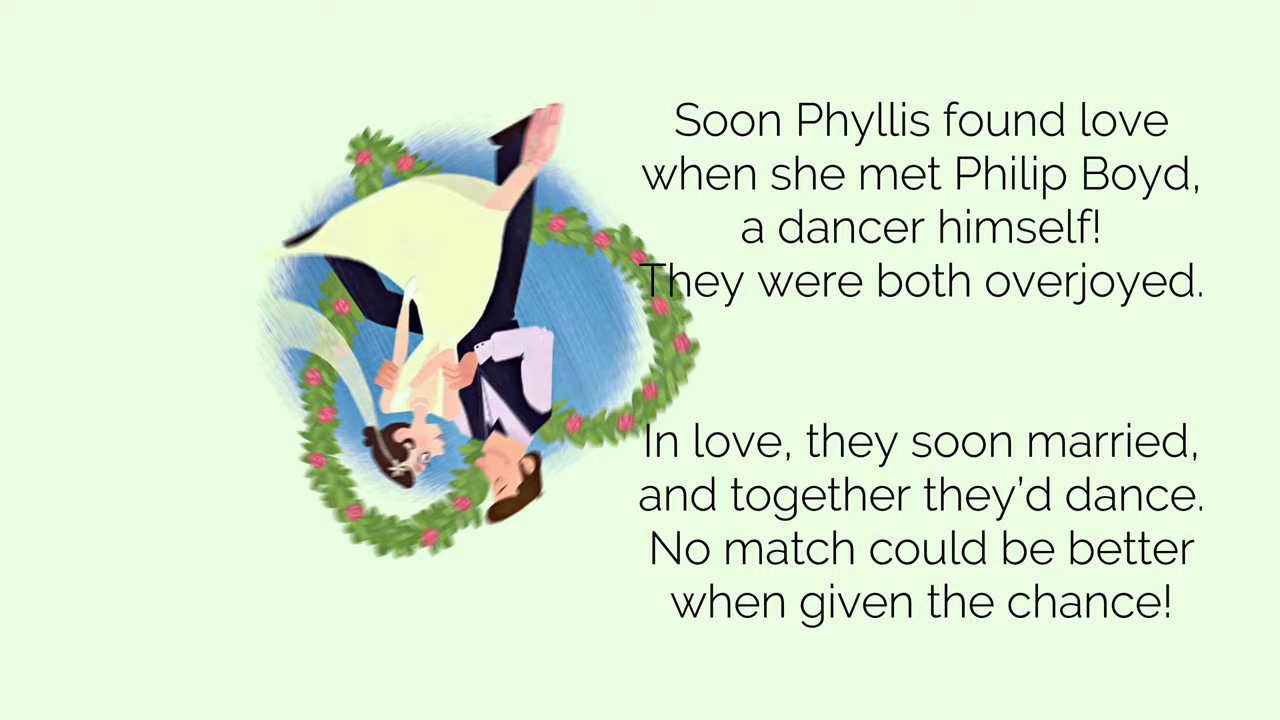 Soon Phyllis found love
when she met Philip Boyd,
a dancer himself!
They were both overjoyed.
In love, they soon married,
and together they’d dance.
No match could be better
when given the chance!